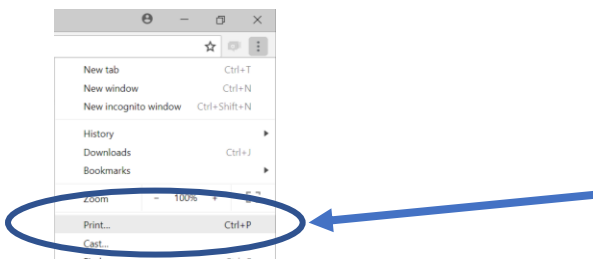 New tab Ctrl+T
New window Ctrl+N
New incognito window Ctrl+Shift+N
History
Downloads Ctrl+J
Bookmarks
Zoom - 100% +
Print... Ctrl+P
Cast...